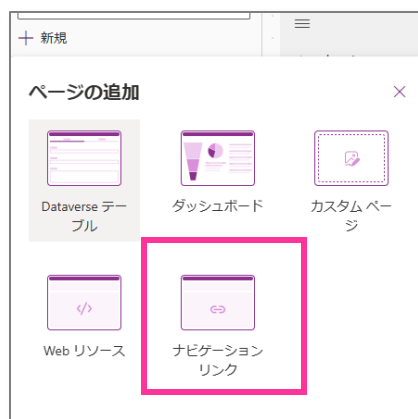 新規
ページの追加
Dataverse テー
ブル
ダッシュボード
カスタム ペー
ジ
Web リソース
ナビゲーション
リンク